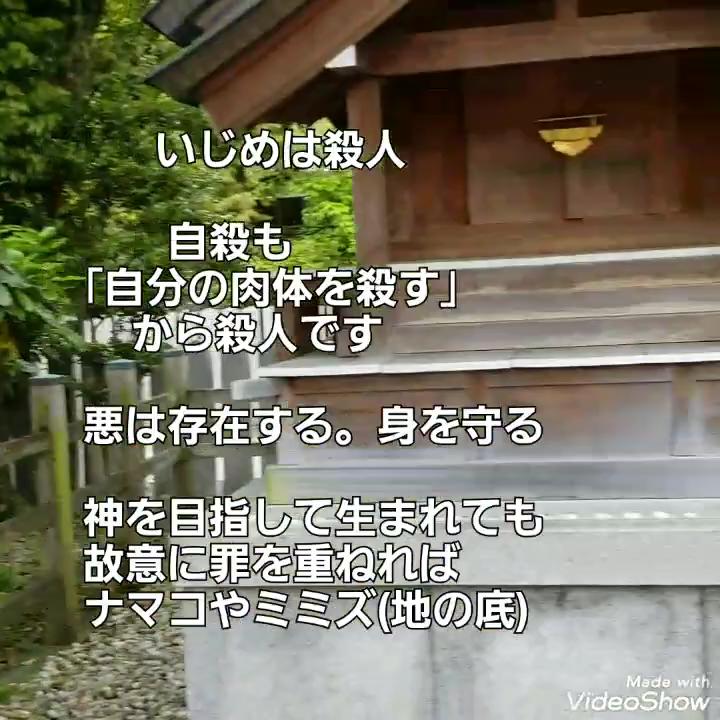 いじめは殺人
自殺も
「自分の肉体を殺す」
から殺人です
悪は存在する。身を守る
神を目指して生まれても
故意に罪を重ねれば
ナマコやミミズ(地の底)
Made with
VideoShow